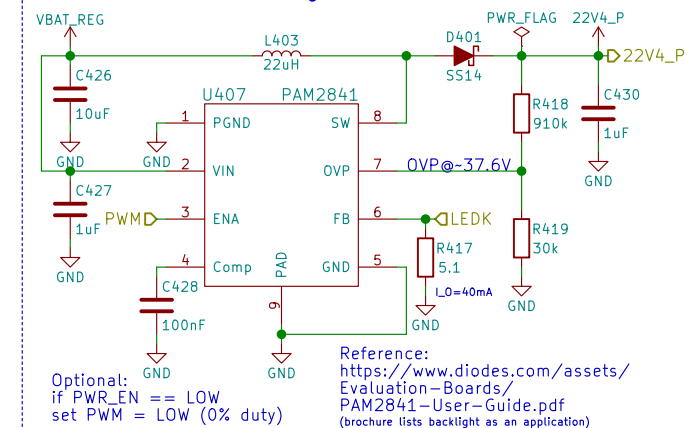 VBAT_REG
PWR_FLAG
22V4_P
L403
22uH
D401
SS14
22V4_P
C426
10uF
GND
U407
PAM2841
R418
910k
C430
1uF
GND
1
PGND
GND
SW
8
2
VIN
OVP
7
OVP@~37.6V
C427
1uF
GND
PWM
3
ENA
FB
6
LEDK
R419
30k
GND
R417
5.1
I_O=40mA
GND
4
Comp
PAD
GND
5
9
C428
100nF
GND
GND
Optional:
if PWR_EN == LOW
set PWM = LOW (0% duty)
Reference:
https://www.diodes.com/assets/
Evaluation-Boards/
PAM2841-User-Guide.pdf
(brochure lists backlight as an application)